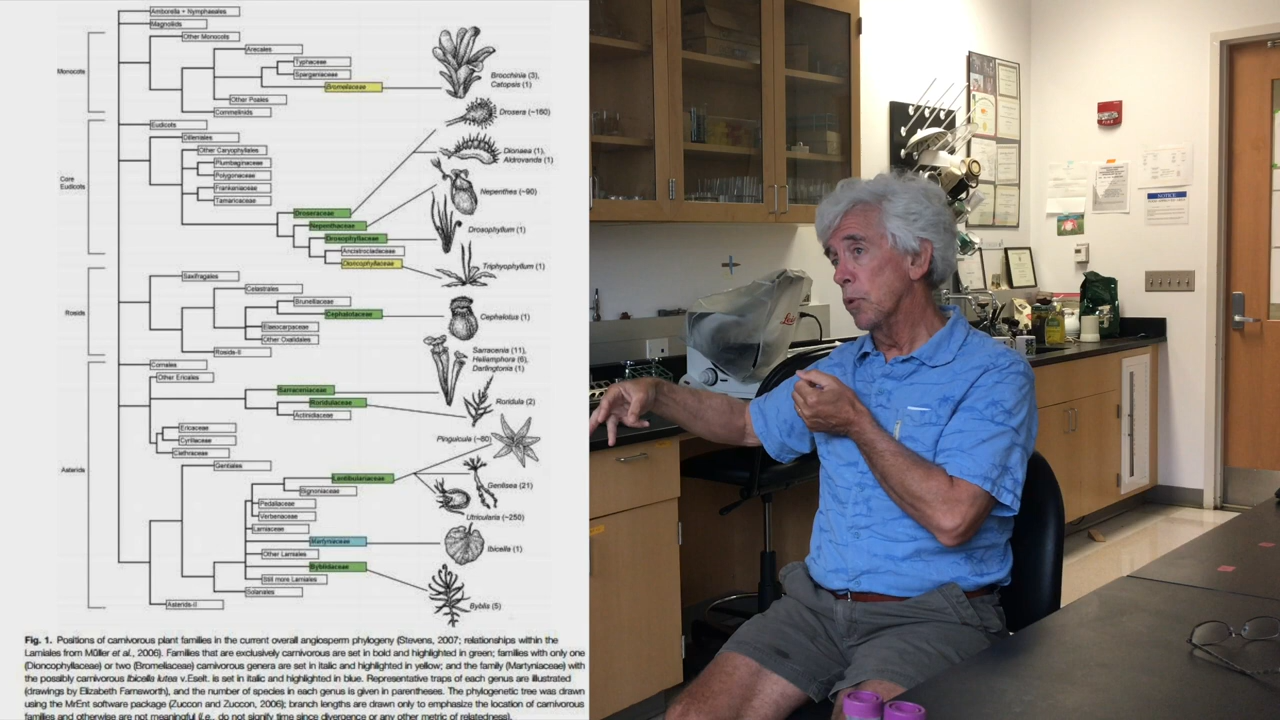 Amborella + Nymphaeales
Magnoliids
Other Monocots
Arecales
Monocots
Typhaceae
Sparganiaceae
Bromeliaceae
Brocchinia (3),
Catopsis (1)
Other Poales
Commelinids
Drosera (~160)
Eudicots
Dilleniales
Other Caryophyllales
Dionaea (1),
Aldrovanda (1)
Plumbaginaceae
Polygonaceae
Core
Eudicots
Frankeniaceae
Tamaricaceae
Nepenthes (~90)
Droseraceae
Nepenthaceae
Drosophyllaceae
Drosophyllum (1)
Ancistrocladaceae
Dioncophyllaceae
Triphyophyllum (1)
Saxifragales
Celastrales
Brunelliaceae
Rosids
Cephalotaceae
Cephalotus (1)
Elaeocarpaceae
Other Oxalidales
Rosids-II
Sarracenia (11),
Heliamphora (6),
Darlingtonia (1)
Cornales
Other Ericales
Sarraceniaceae
Roridulaceae
Roridula (2)
Actinidiaceae
Ericaceae
Cyrillaceae
Clethraceae
Pinguicula (~80)
Gentiales
Asterids
Lentibulariaceae
Genlisea (21)
Bignoniaceae
Pedaliaceae
Verbenaceae
Utricularia (~250)
Lamiaceae
Martyniaceae
Ibicella (1)
Other Lamiales
Byblidaceae
Still more Lamiales
Solanales
Asterids-II
Byblis (5)
Fig. 1. Positions of carnivorous plant families in the current overall angiosperm phylogeny (Stevens, 2007; relationships within the
Lamiales from Müller et al., 2006). Families that are exclusively carnivorous are set in bold and highlighted in green; families with only one
(Dioncophyllaceae) or two (Bromeliaceae) carnivorous genera are set in italic and highlighted in yellow; and the family (Martyniaceae) with
the possibly carnivorous Ibicella lutea v.Eselt. is set in italic and highlighted in blue. Representative traps of each genus are illustrated
(drawings by Elizabeth Farnsworth), and the number of species in each genus is given in parentheses. The phylogenetic tree was drawn
using the MrEnt software package (Zuccon and Zuccon, 2006); branch lengths are drawn only to emphasize the location of carnivorous
families and otherwise are not meaningful (i.e., do not signify time since divergence or any other metric of relatedness).
Leica
FIRE
NOTICE